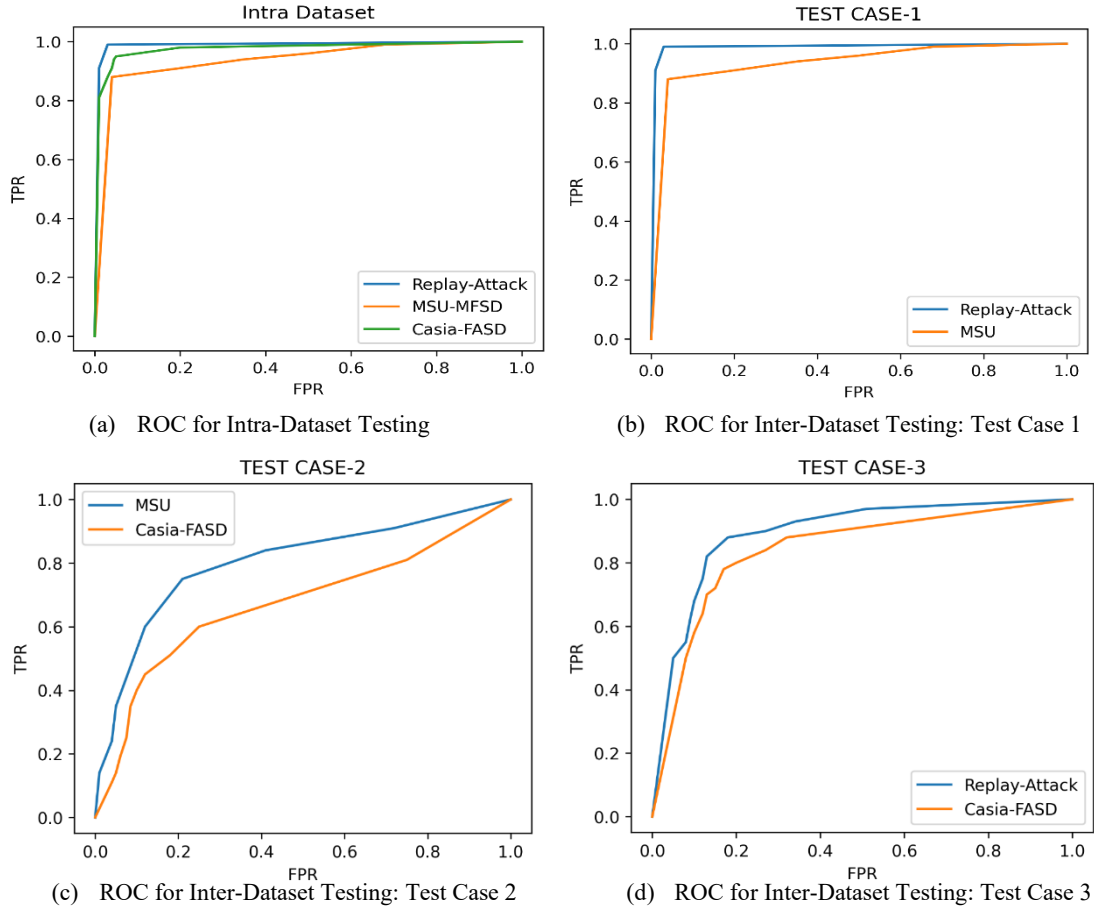 Intra Dataset
1.0
0.8
0.6
0.4
0.2
0.0
TPR
Replay-Attack
MSU-MFSD
Casia-FASD
0.0 0.2 0.4 0.6 0.8 1.0
FPR
(a) ROC for Intra-Dataset Testing
TEST CASE-1
1.0
0.8
0.6
0.4
0.2
0.0
TPR
Replay-Attack
MSU
0.0 0.2 0.4 0.6 0.8 1.0
FPR
(b) ROC for Inter-Dataset Testing: Test Case 1
TEST CASE-2
MSU
Casia-FASD
1.0
0.8
0.6
0.4
0.2
0.0
TPR
0.0 0.2 0.4 0.6 0.8 1.0
FPR
(c) ROC for Inter-Dataset Testing: Test Case 2
TEST CASE-3
1.0
0.8
0.6
0.4
0.2
0.0
TPR
Replay-Attack
Casia-FASD
0.0 0.2 0.4 0.6 0.8 1.0
FPR
(d) ROC for Inter-Dataset Testing: Test Case 3